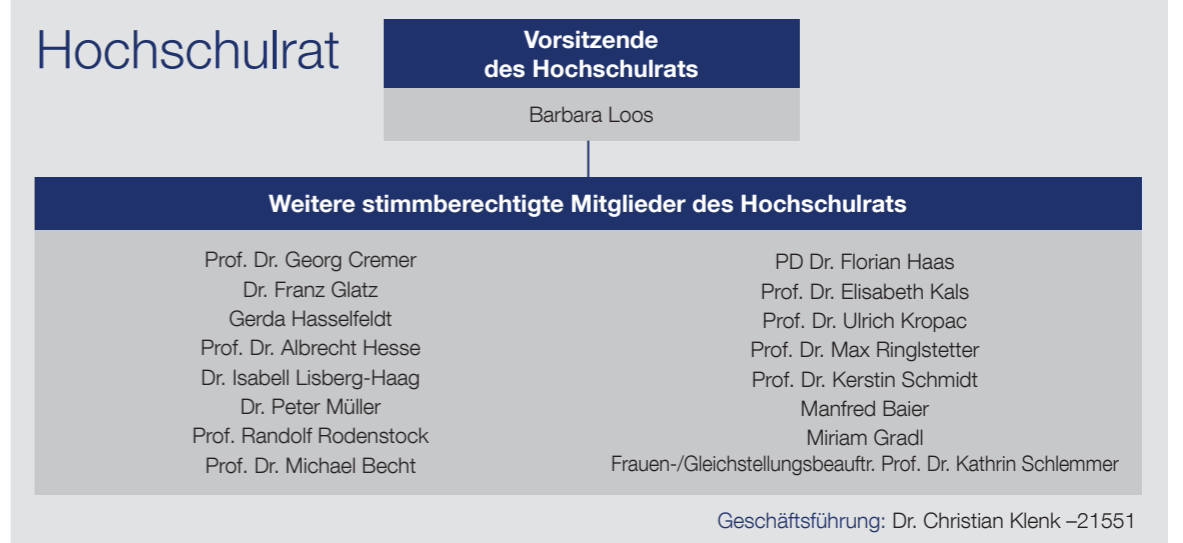 Hochschulrat
Vorsitzende
des Hochschulrats
Barbara Loos
Weitere stimmberechtigte Mitglieder des Hochschulrats
Prof. Dr. Georg Cremer
Dr. Franz Glatz
Gerda Hasselfeldt
Prof. Dr. Albrecht Hesse
Dr. Isabell Lisberg-Haag
Dr. Peter Müller
Prof. Randolf Rodenstock
Prof. Dr. Michael Becht
PD Dr. Florian Haas
Prof. Dr. Elisabeth Kals
Prof. Dr. Ulrich Kropac
Prof. Dr. Max Ringlstetter
Prof. Dr. Kerstin Schmidt
Manfred Baier
Miriam Gradl
Frauen-/Gleichstellungsbeauftr. Prof. Dr. Kathrin Schlemmer
Geschäftsführung: Dr. Christian Klenk –21551